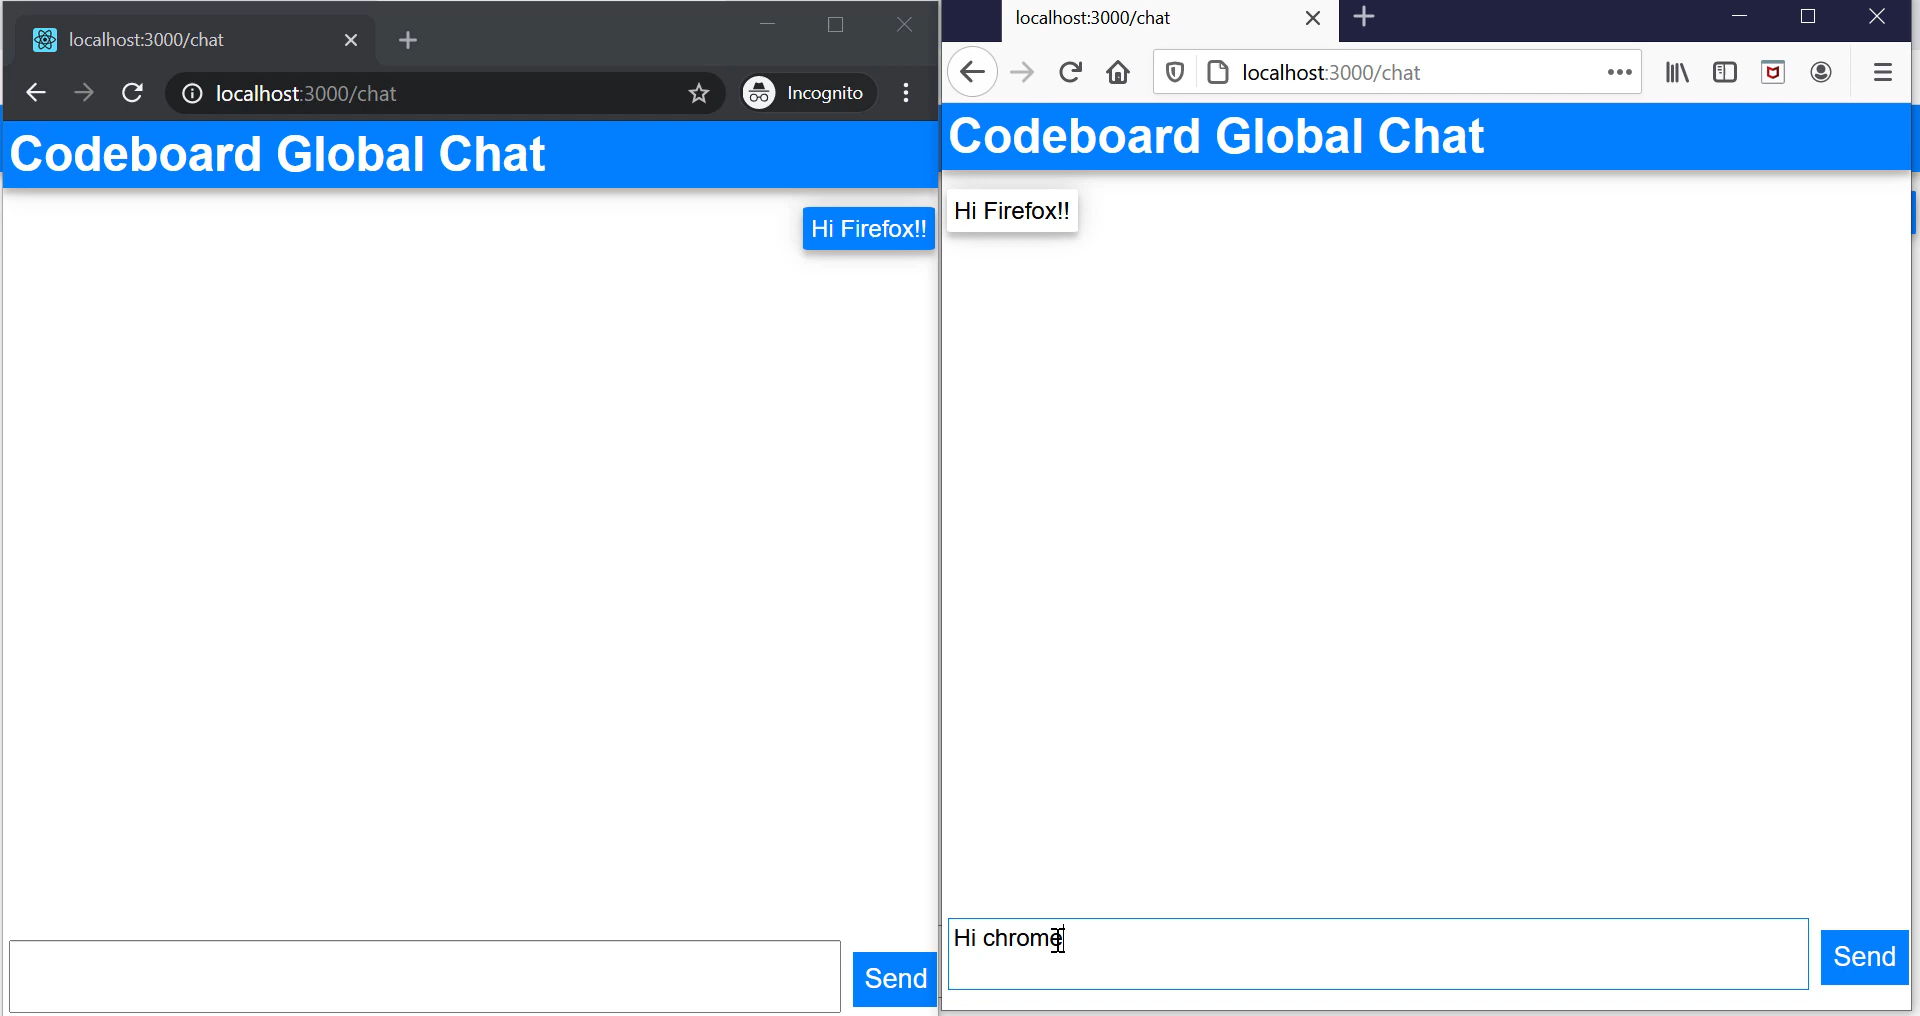 localhost:3000/chat
localhost:3000/chat
Incognito
Codeboard Global Chat
Hi Firefox!!
Send
localhost:3000/chat
localhost:3000/chat
Codeboard Global Chat
Hi Firefox!!
Hi chrome
Send